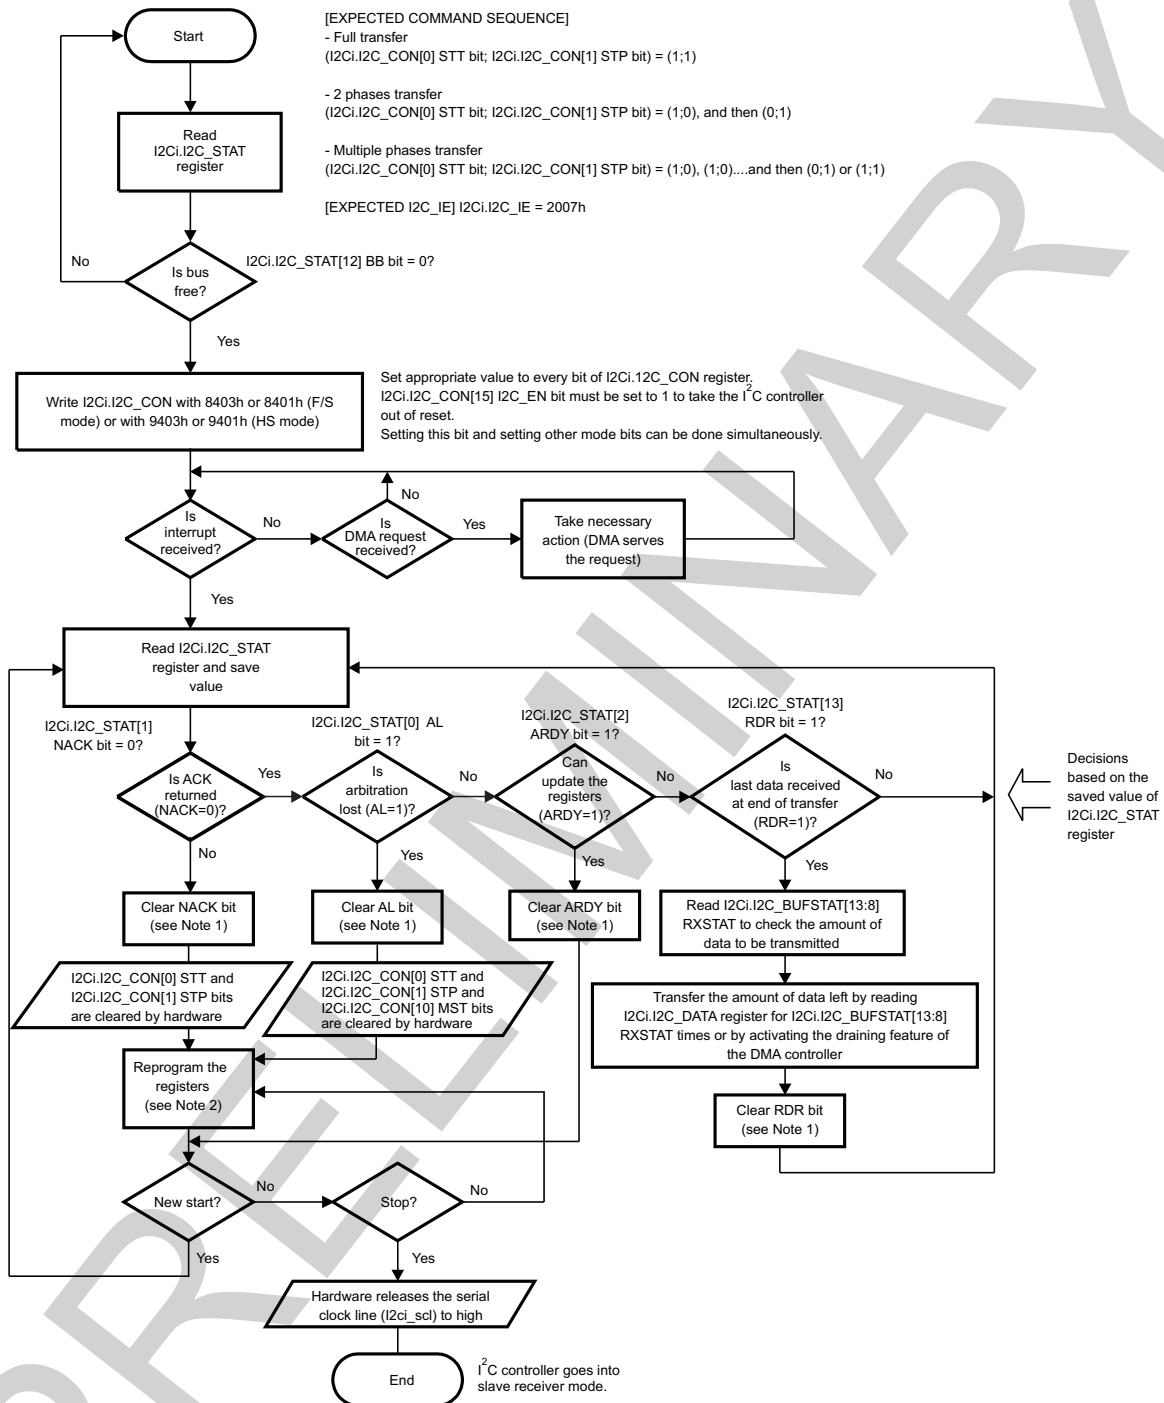 [EXPECTED COMMAND SEQUENCE]
- Full transfer
(I2Ci.I2C_CON[0] STT bit; I2Ci.I2C_CON[1] STP bit) = (1;1)
- 2 phases transfer
(I2Ci.I2C_CON[0] STT bit; I2Ci.I2C_CON[1] STP bit) = (1;0), and then (0;1)
- Multiple phases transfer
(I2Ci.I2C_CON[0] STT bit; I2Ci.I2C_CON[1] STP bit) = (1;0), (1;0)....and then (0;1) or (1;1)
[EXPECTED I2C_IE] I2Ci.I2C_IE = 2007h
Start
Read
I2Ci.I2C_STAT
register
No
Is bus
free?
I2Ci.I2C_STAT[12] BB bit = 0?
Yes
Write I2Ci.I2C_CON with 8403h or 8401h (F/S
mode) or with 9403h or 9401h (HS mode)
Set appropriate value to every bit of I2Ci.12C_CON register.
I2Ci.I2C_CON[15] I2C_EN bit must be set to 1 to take the I2C controller
out of reset.
Setting this bit and setting other mode bits can be done simultaneously.
Is
interrupt
received?
No
Is
DMA request
received?
No
Yes
Take necessary
action (DMA serves
the request)
Yes
Read I2Ci.I2C_STAT
register and save
value
I2Ci.I2C_STAT[1]
NACK bit = 0?
I2Ci.I2C_STAT[0] AL
bit = 1?
I2Ci.I2C_STAT[2]
ARDY bit = 1?
I2Ci.I2C_STAT[13]
RDR bit = 1?
Is ACK
returned
(NACK=0)?
Yes
Is
arbitration
lost (AL=1)?
No
Can
update the
registers
(ARDY=1)?
No
Is
last data received
at end of transfer
(RDR=1)?
No
Decisions
based on the
saved value of
I2Ci.I2C_STAT
register
No
Yes
Yes
Yes
Clear NACK bit
(see Note 1)
Clear AL bit
(see Note 1)
Clear ARDY bit
(see Note 1)
Read I2Ci.I2C_BUFSTAT[13:8]
RXSTAT to check the amount of
data to be transmitted
I2Ci.I2C_CON[0] STT and
I2Ci.I2C_CON[1] STP bits
are cleared by hardware
I2Ci.I2C_CON[0] STT and
I2Ci.I2C_CON[1] STP and
I2Ci.I2C_CON[10] MST bits
are cleared by hardware
Transfer the amount of data left by reading
I2Ci.I2C_DATA register for I2Ci.I2C_BUFSTAT[13:8]
RXSTAT times or by activating the draining feature of
the DMA controller
Reprogram the
registers
(see Note 2)
Clear RDR bit
(see Note 1)
New start?
No
Stop?
No
Yes
Yes
Hardware releases the serial
clock line (I2ci_scl) to high
End
I2C controller goes into
slave receiver mode.
PRELIMINARY